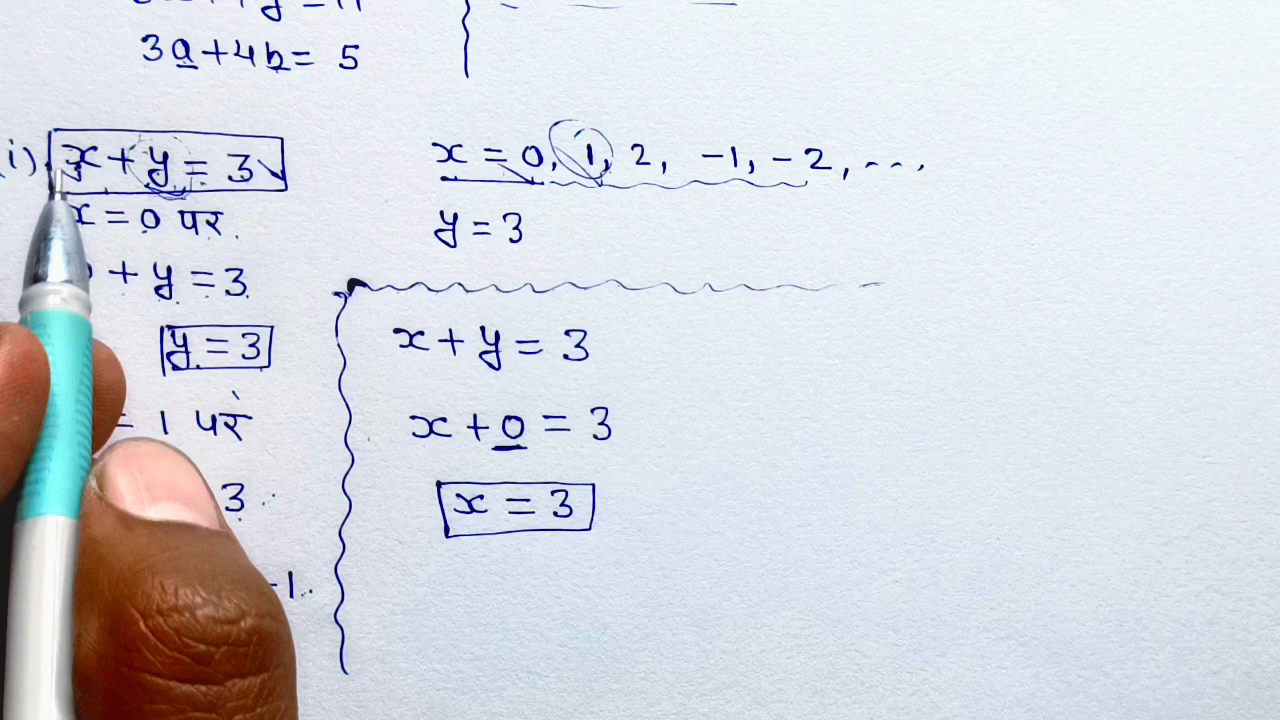 3a+4b= 5
i) x+y = 3
x = 0 पर
+ y = 3
y = 3
= 1 पर
3
-1
x = 0, 1, 2, -1, -2, ...
y = 3
x + y = 3
x + 0 = 3
x = 3